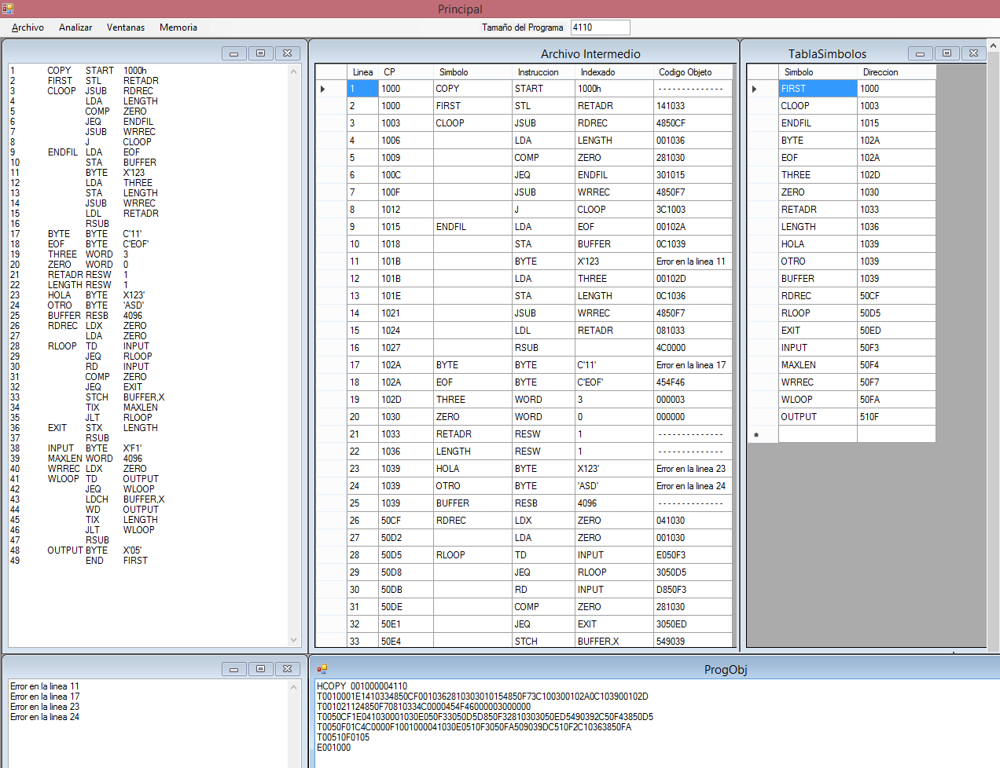 Principal
Archivo Analizar Ventanas Memoria Tamaño del Programa 4110
1 COPY START 1000h
2 FIRST STL RETADR
3 CLOOP JSUB RDREC
4 LDA LENGTH
5 COMP ZERO
6 JEQ ENDFIL
7 JSUB WRREC
8 J CLOOP
9 ENDFIL LDA EOF
10 STA BUFFER
11 BYTE X'123
12 LDA THREE
13 STA LENGTH
14 JSUB WRREC
15 LDL RETADR
16 RSUB
17 BYTE BYTE C'11'
18 EOF BYTE C'EOF'
19 THREE WORD 3
20 ZERO WORD 0
21 RETADR RESW 1
22 LENGTH RESW 1
23 HOLA BYTE X123'
24 OTRO BYTE 'ASD'
25 BUFFER RESB 4096
26 RDREC LDX ZERO
27 LDA ZERO
28 RLOOP TD INPUT
29 JEQ RLOOP
30 RD INPUT
31 COMP ZERO
32 JEQ EXIT
33 STCH BUFFER,X
34 TIX MAXLEN
35 JLT RLOOP
36 EXIT STX LENGTH
37 RSUB
38 INPUT BYTE X'F1'
39 MAXLEN WORD 4096
40 WRREC LDX ZERO
41 WLOOP TD OUTPUT
42 JEQ WLOOP
43 LDCH BUFFER,X
44 WD OUTPUT
45 TIX LENGTH
46 JLT WLOOP
47 RSUB
48 OUTPUT BYTE X'05'
49 END FIRST
Archivo Intermedio
Linea CP Simbolo Instruccion Indexado Codigo Objeto
1 1000 COPY START 1000h --------------
2 1000 FIRST STL RETADR 141033
3 1003 CLOOP JSUB RDREC 4850CF
4 1006 LDA LENGTH 001036
5 1009 COMP ZERO 281030
6 100C JEQ ENDFIL 301015
7 100F JSUB WRREC 4850F7
8 1012 J CLOOP 3C1003
9 1015 ENDFIL LDA EOF 00102A
10 1018 STA BUFFER 0C1039
11 101B BYTE X'123 Error en la linea 11
12 101B LDA THREE 00102D
13 101E STA LENGTH 0C1036
14 1021 JSUB WRREC 4850F7
15 1024 LDL RETADR 081033
16 1027 RSUB 4C0000
17 102A BYTE BYTE C'11' Error en la linea 17
18 102A EOF BYTE C'EOF' 454F46
19 102D THREE WORD 3 000003
20 1030 ZERO WORD 0 000000
21 1033 RETADR RESW 1 --------------
22 1036 LENGTH RESW 1 --------------
23 1039 HOLA BYTE X123' Error en la linea 23
24 1039 OTRO BYTE 'ASD' Error en la linea 24
25 1039 BUFFER RESB 4096 --------------
26 50CF RDREC LDX ZERO 041030
27 50D2 LDA ZERO 001030
28 50D5 RLOOP TD INPUT E050F3
29 50D8 JEQ RLOOP 3050D5
30 50DB RD INPUT D850F3
31 50DE COMP ZERO 281030
32 50E1 JEQ EXIT 3050ED
33 50E4 STCH BUFFER,X 549039
TablaSimbolos
Simbolo Direccion
FIRST 1000
CLOOP 1003
ENDFIL 1015
BYTE 102A
EOF 102A
THREE 102D
ZERO 1030
RETADR 1033
LENGTH 1036
HOLA 1039
OTRO 1039
BUFFER 1039
RDREC 50CF
RLOOP 50D5
EXIT 50ED
INPUT 50F3
MAXLEN 50F4
WRREC 50F7
WLOOP 50FA
OUTPUT 510F
Error en la linea 11
Error en la linea 17
Error en la linea 23
Error en la linea 24
ProgObj
HCOPY 001000004110
T0010001E1410334850CF0010362810303010154850F73C100300102A0C103900102D
T001021124850F70810334C0000454F46000003000000
T0050CF1E041030001030E050F33050D5D850F32810303050ED5490392C50F43850D5
T0050F01C4C0000F1001000041030E0510F3050FA509039DC510F2C10363850FA
T00510F0105
E001000